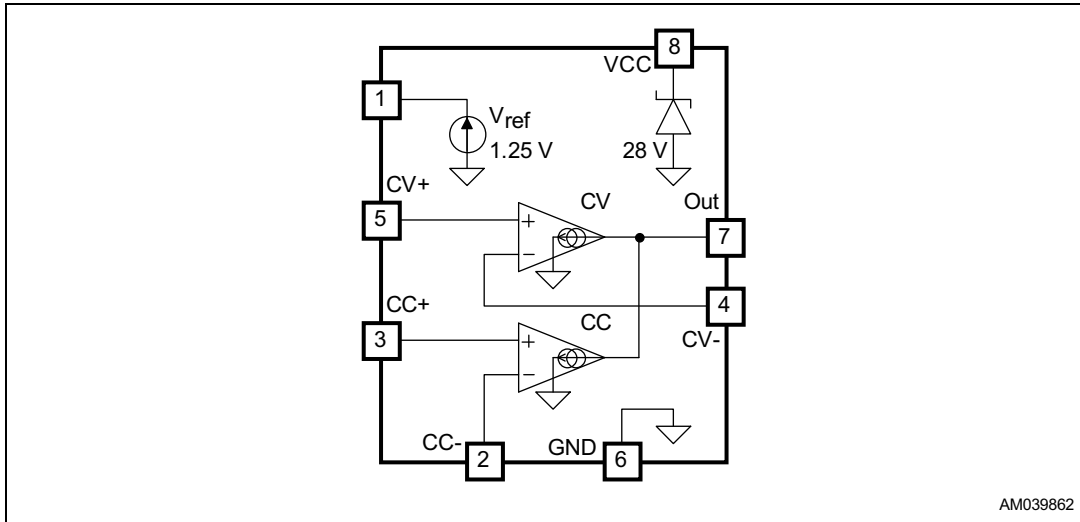 8
VCC
1
Vref
1.25 V
28 V
CV+
CV
Out
5
+
-
7
CC+
4
CC
CV-
3
+
-
CC-
2
GND
6
AM039862